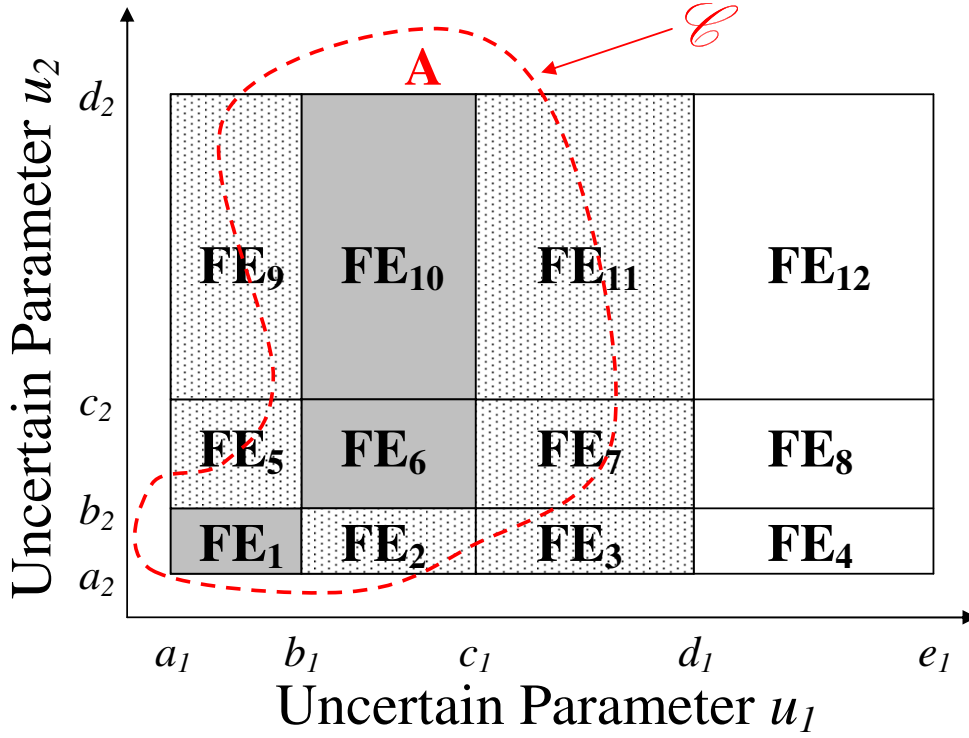 𝒞
A
Uncertain Parameter u₂
d₂
c₂
b₂
a₂
FE₉ FE₁₀ FE₁₁ FE₁₂
FE₅ FE₆ FE₇ FE₈
FE₁ FE₂ FE₃ FE₄
a₁ b₁ c₁ d₁ e₁
Uncertain Parameter u₁